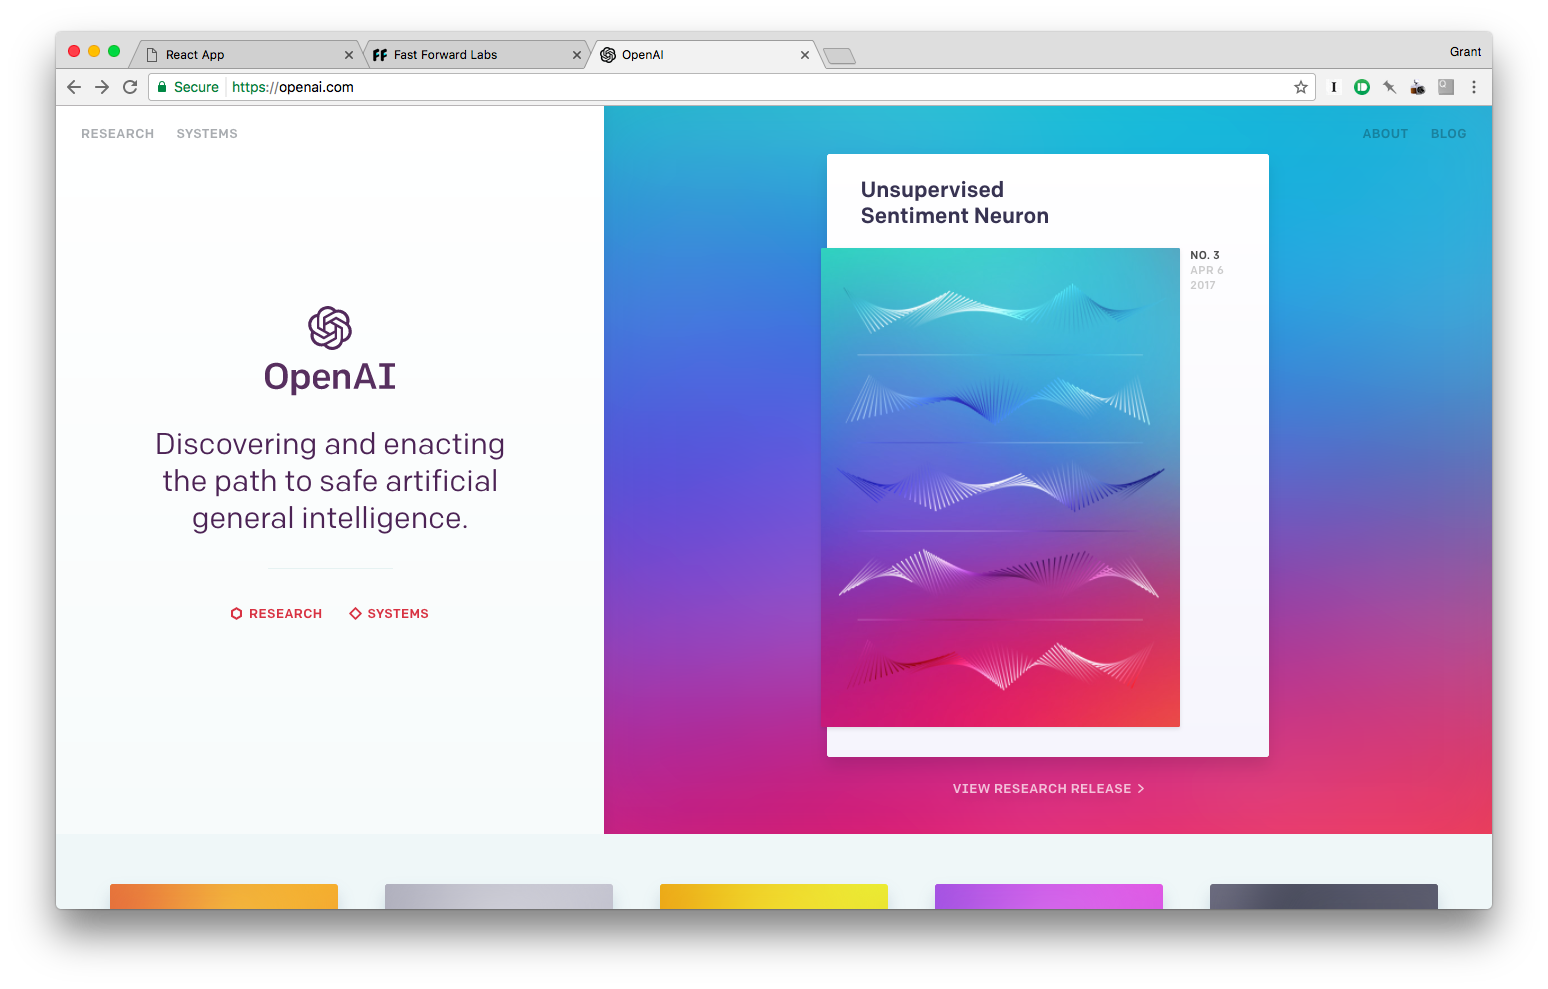 React App
Fast Forward Labs
OpenAI
Grant
Secure
https://openai.com
RESEARCH
SYSTEMS
ABOUT
BLOG
OpenAI
Discovering and enacting
the path to safe artificial
general intelligence.
RESEARCH
SYSTEMS
Unsupervised
Sentiment Neuron
NO. 3
APR 6
2017
VIEW RESEARCH RELEASE >